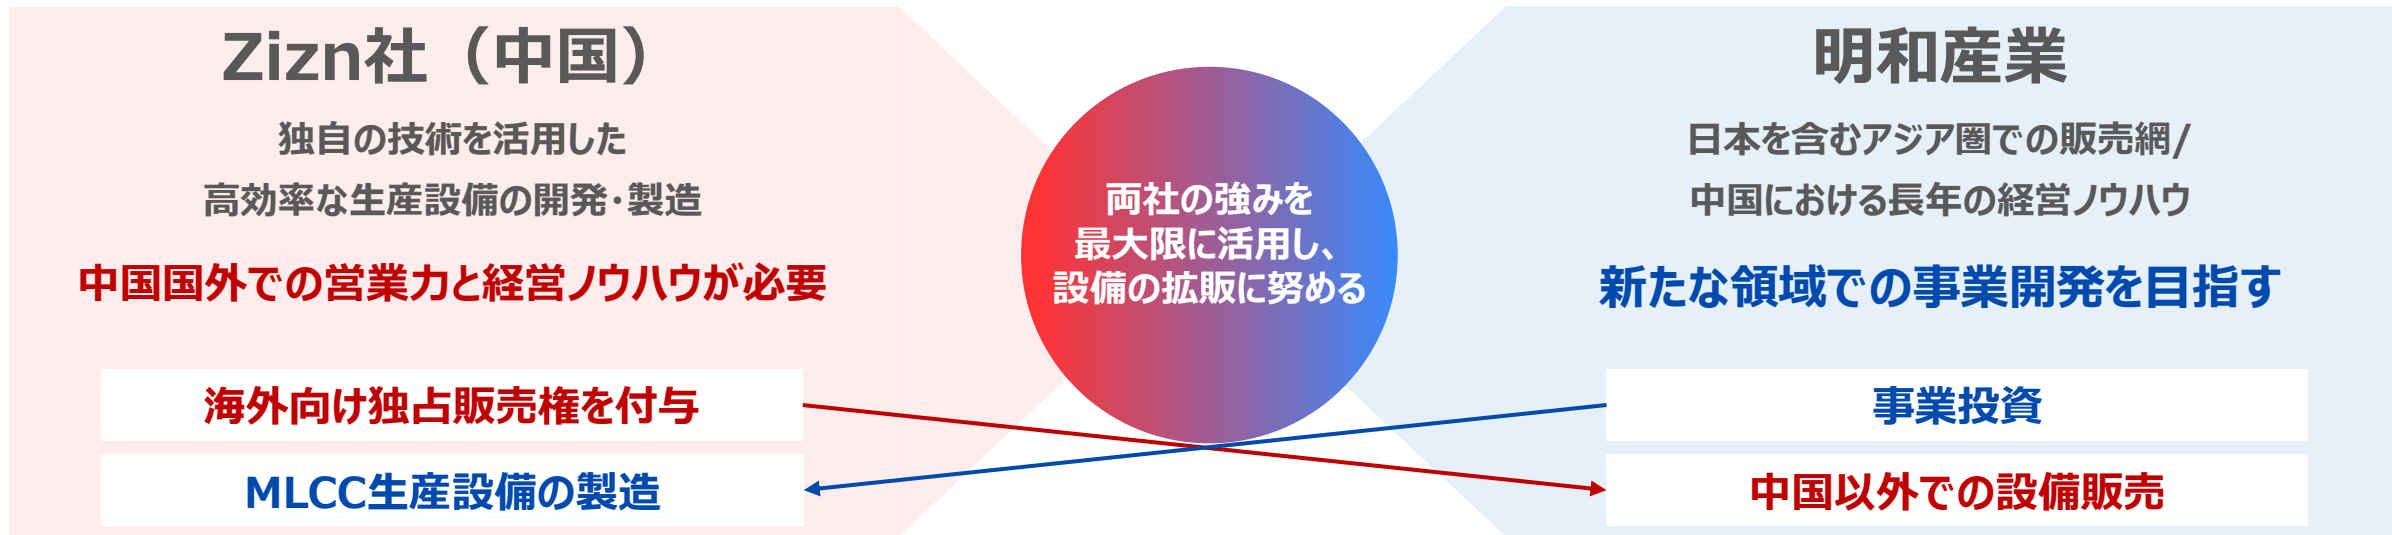 Zizn社（中国）
独自の技術を活用した
高効率な生産設備の開発・製造
中国国外での営業力と経営ノウハウが必要
海外向け独占販売権を付与
MLCC生産設備の製造
両社の強みを
最大限に活用し、
設備の拡販に努める
明和産業
日本を含むアジア圏での販売網/
中国における長年の経営ノウハウ
新たな領域での事業開発を目指す
事業投資
中国以外での設備販売